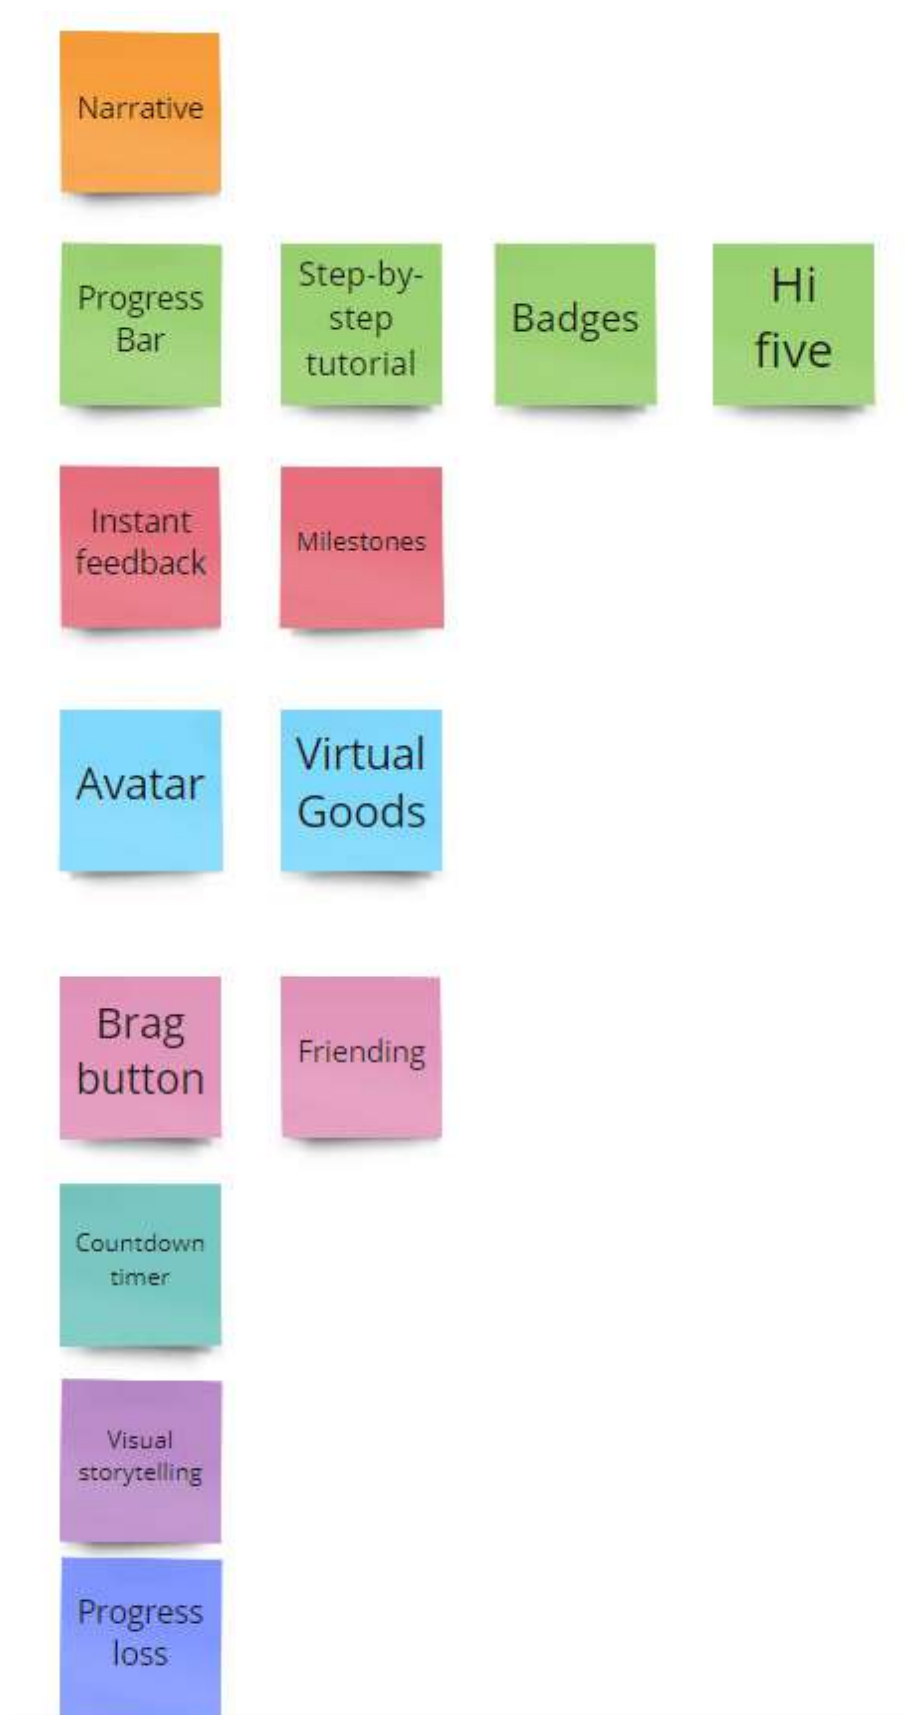 Narrative
Progress
Bar
Step-by-
step
tutorial
Badges
Hi
five
Instant
feedback
Milestones
Avatar
Virtual
Goods
Brag
button
Friending
Countdown
timer
Visual
storytelling
Progress
loss